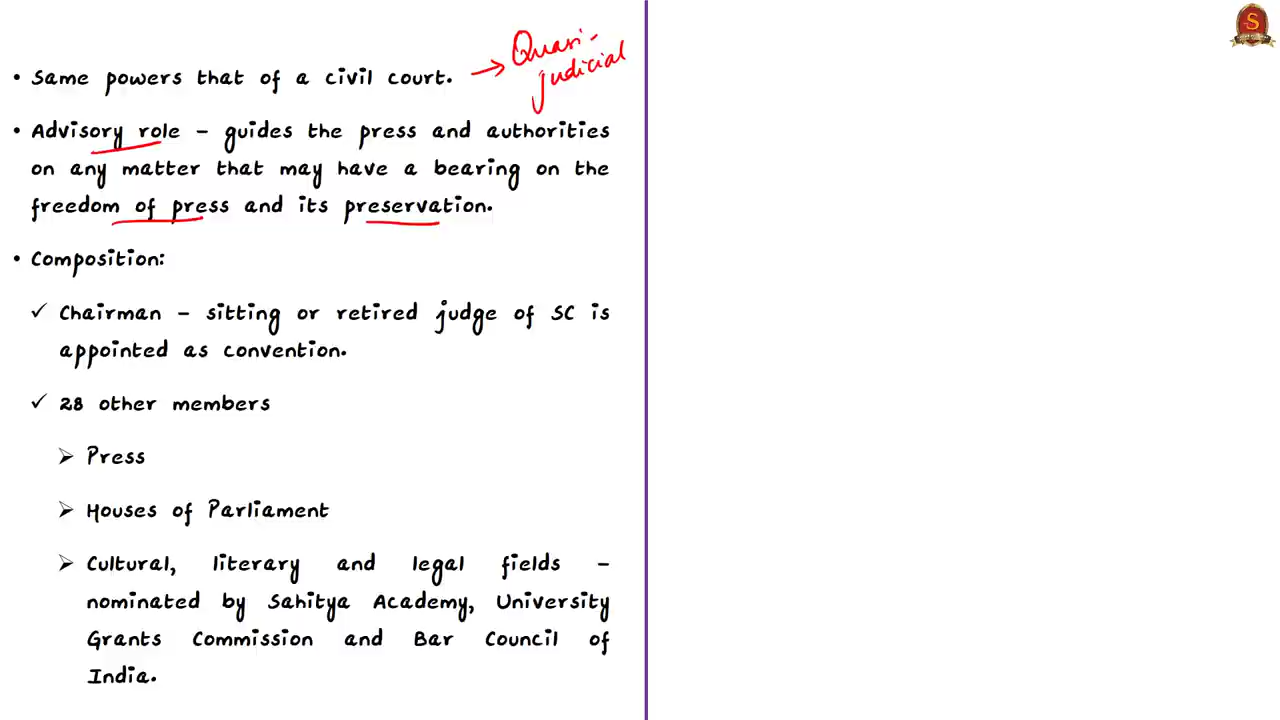 • Same powers that of a civil court. → Quasi-
judicial
• Advisory role – guides the press and authorities
on any matter that may have a bearing on the
freedom of press and its preservation.
• Composition:
✓ Chairman – sitting or retired judge of SC is
appointed as convention.
✓ 28 other members
➢ Press
➢ Houses of Parliament
➢ Cultural, literary and legal fields –
nominated by Sahitya Academy, University
Grants Commission and Bar Council of
India.
S